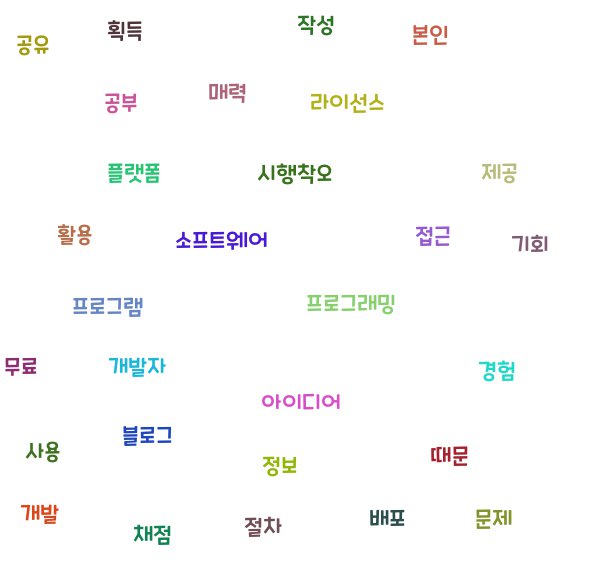 공유
획득
작성
본인
공부
매력
라이선스
플랫폼
시행착오
제공
활용
소프트웨어
접근
기회
프로그램
프로그래밍
무료
개발자
경험
아이디어
블로그
사용
정보
때문
개발
채점
절차
배포
문제